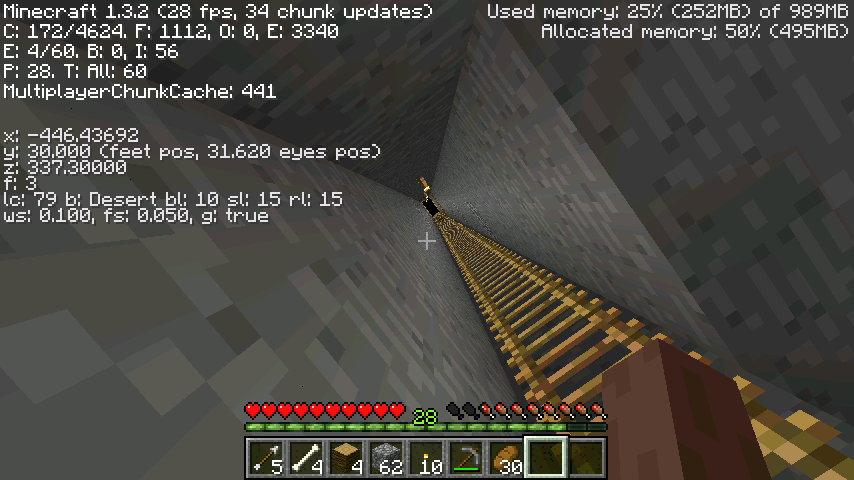 Minecraft 1.3.2 (28 fps, 34 chunk updates)
C: 172/4624. F: 1112, O: 0, E: 3340
E: 4/60. B: 0, I: 56
P: 28. T: All: 60
MultiplayerChunkCache: 441
Used memory: 25% (252MB) of 989MB
Allocated memory: 50% (495MB)
x: -446.43692
y: 30.000 (feet pos, 31.620 eyes pos)
z: 337.30000
f: 3
lc: 79 b: Desert bl: 10 sl: 15 rl: 15
ws: 0.100, fs: 0.050, g: true
28
5 4 4 62 10 30